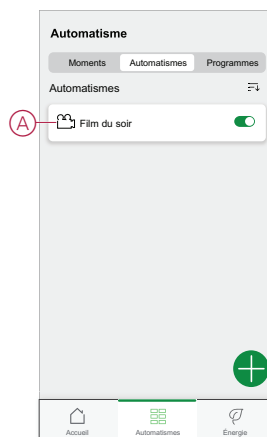 Automatisme
Moments Automatismes Programmes
Automatismes
A Film du soir
Accueil Automatismes Énergie